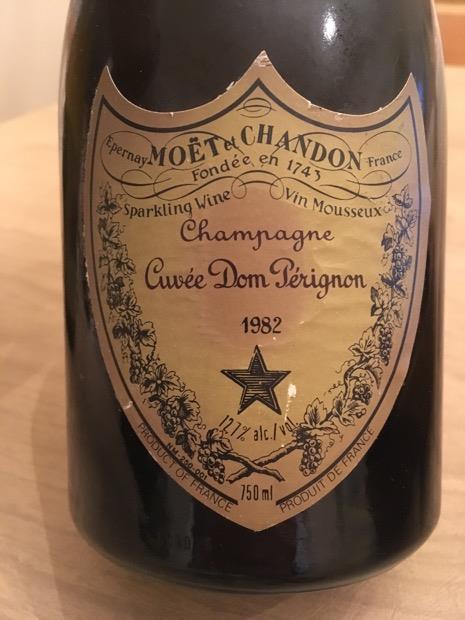 MOËT et CHANDON
Epernay France
Fondée en 1743
Sparkling Wine Vin Mousseux
Champagne
Cuvée Dom Pérignon
1982
12,7% alc./vol.
750 ml
PRODUCT OF FRANCE PRODUIT DE FRANCE